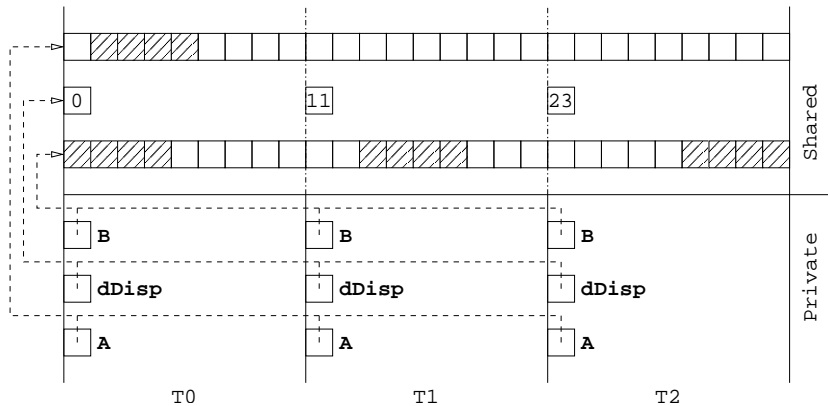 0 11 23
Shared
B B B
dDisp dDisp dDisp
Private
A A A
T0 T1 T2